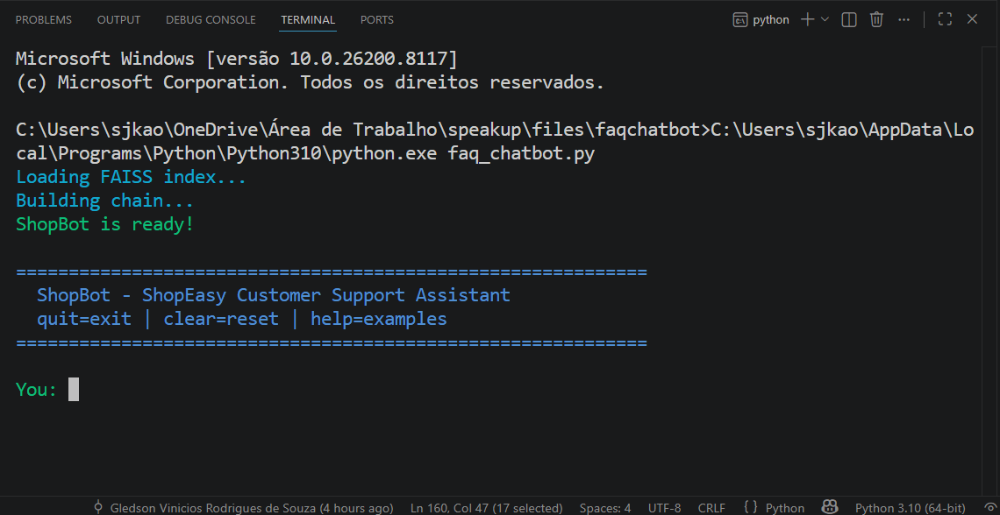 PROBLEMS OUTPUT DEBUG CONSOLE TERMINAL PORTS python
Microsoft Windows [versão 10.0.26200.8117]
(c) Microsoft Corporation. Todos os direitos reservados.
C:\Users\sjkao\OneDrive\Área de Trabalho\speakup\files\faqchatbot>C:\Users\sjkao\AppData\Lo
cal\Programs\Python\Python310\python.exe faq_chatbot.py
Loading FAISS index...
Building chain...
ShopBot is ready!
============================================================
ShopBot - ShopEasy Customer Support Assistant
quit=exit | clear=reset | help=examples
============================================================
You:
Gledson Vinicios Rodrigues de Souza (4 hours ago) Ln 160, Col 47 (17 selected) Spaces: 4 UTF-8 CRLF { } Python Python 3.10 (64-bit)